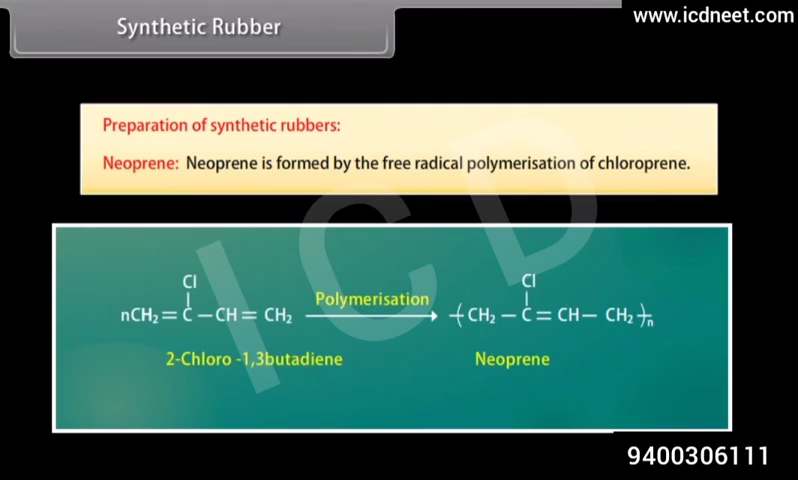 www.icdneet.com
Synthetic Rubber
Preparation of synthetic rubbers:
Neoprene: Neoprene is formed by the free radical polymerisation of chloroprene.
ICD
Cl Cl
nCH₂ = C – CH = CH₂ Polymerisation ( CH₂ – C = CH – CH₂ )n
2-Chloro -1,3butadiene Neoprene
9400306111